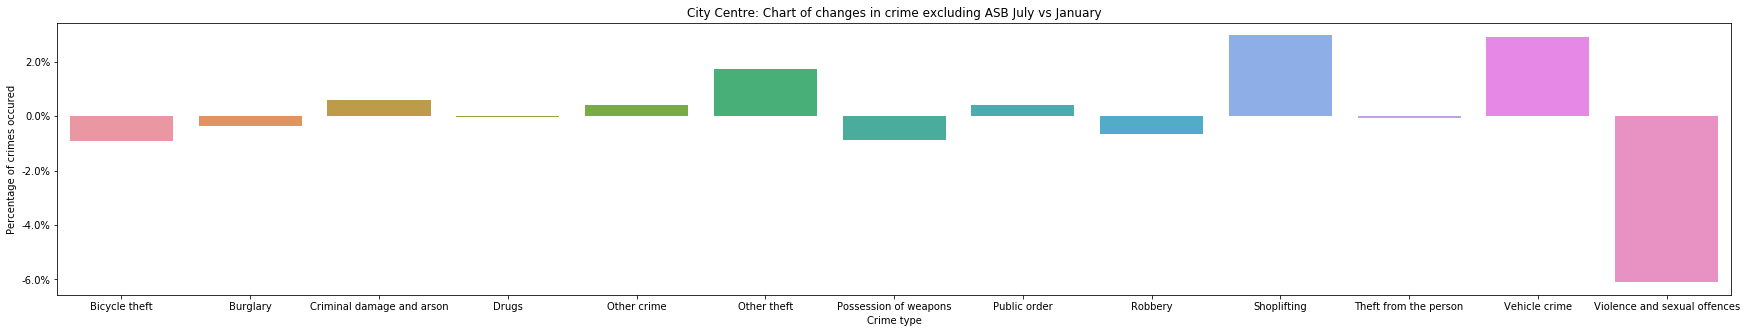 City Centre: Chart of changes in crime excluding ASB July vs January
Percentage of crimes occured
2.0%
0.0%
-2.0%
-4.0%
-6.0%
Bicycle theft Burglary Criminal damage and arson Drugs Other crime Other theft Possession of weapons Public order Robbery Shoplifting Theft from the person Vehicle crime Violence and sexual offences
Crime type